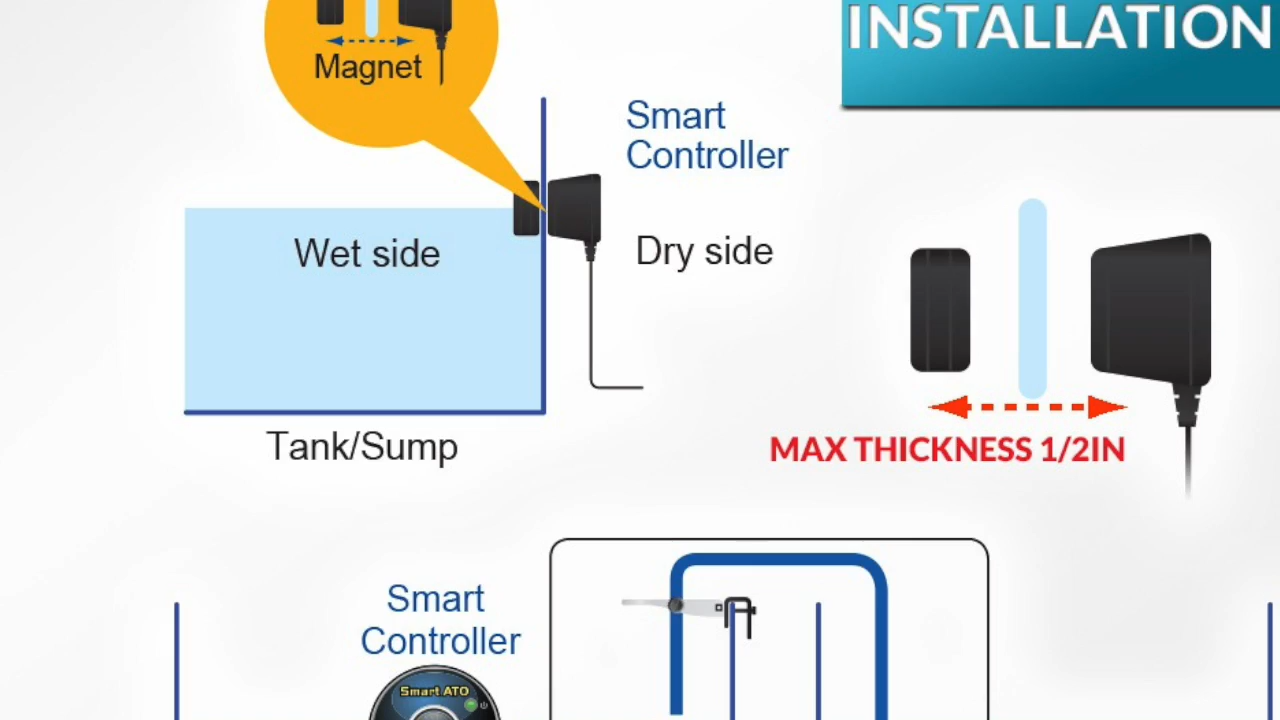 INSTALLATION
Magnet
Smart
Controller
Wet side
Dry side
Tank/Sump
MAX THICKNESS 1/2IN
Smart
Controller
Smart ATO